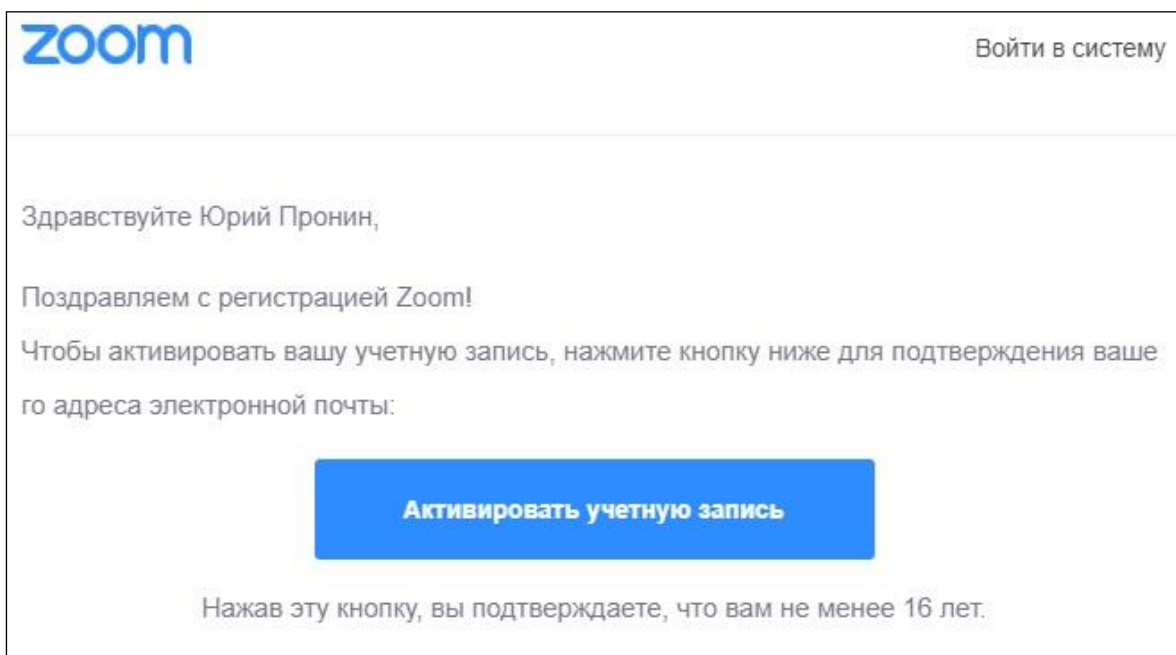 zoom
Войти в систему
Здравствуйте Юрий Пронин,
Поздравляем с регистрацией Zoom!
Чтобы активировать вашу учетную запись, нажмите кнопку ниже для подтверждения ваше
го адреса электронной почты:
Активировать учетную запись
Нажав эту кнопку, вы подтверждаете, что вам не менее 16 лет.